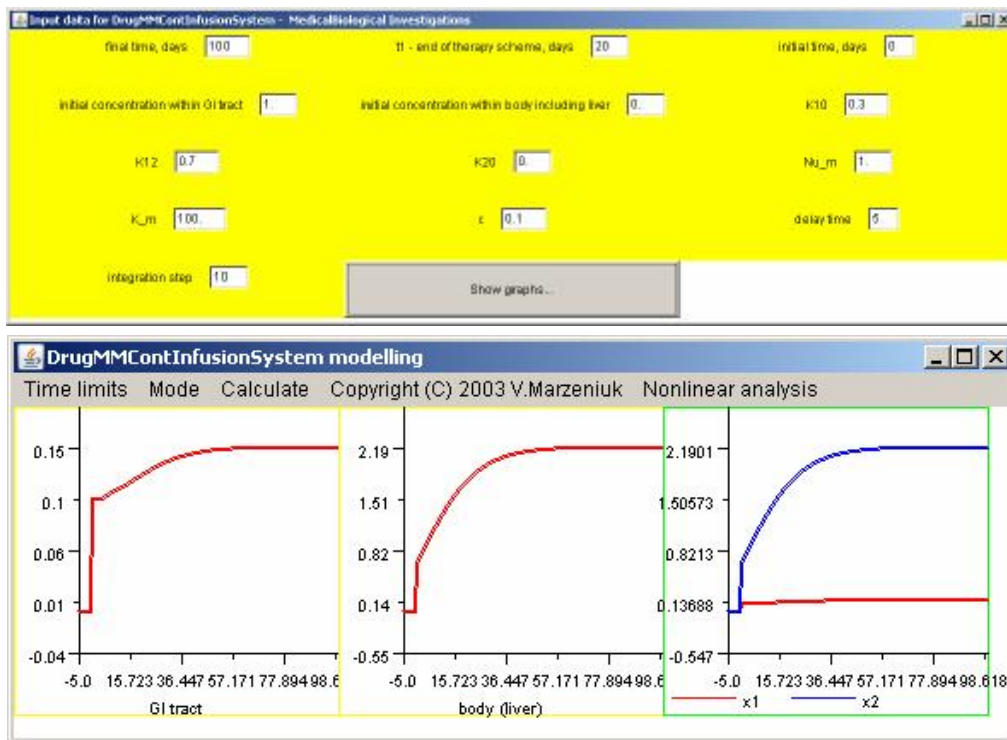 Input data for DrugMMContInfusionSystem - MedicalBiological Investigations
final time, days 100 t1 - end of therapy scheme, days 20 initial time, days 0
initial concentration within GI tract 1. initial concentration within body including liver 0. K10 0.3
K12 0.7 K20 0. Nu_m 1.
K_m 100. 0.1 delay time
integration step 10 Show graphs...
DrugMMContInfusionSystem modelling
Time limits Mode Calculate Copyright (C) 2003 V.Marzeniuk Nonlinear analysis
0.15 2.19 2.1901
0.1 1.51 1.50573
0.06 0.82 0.8213
0.01 0.14 0.13688
-0.04 -0.55 -0.547
-5.0 15.723 36.447 57.171 77.894 98.6 -5.0 15.723 36.447 57.171 77.894 98.6 -5.0 15.723 36.447 57.171 77.894 98.618
GI tract body (liver) x1 x2